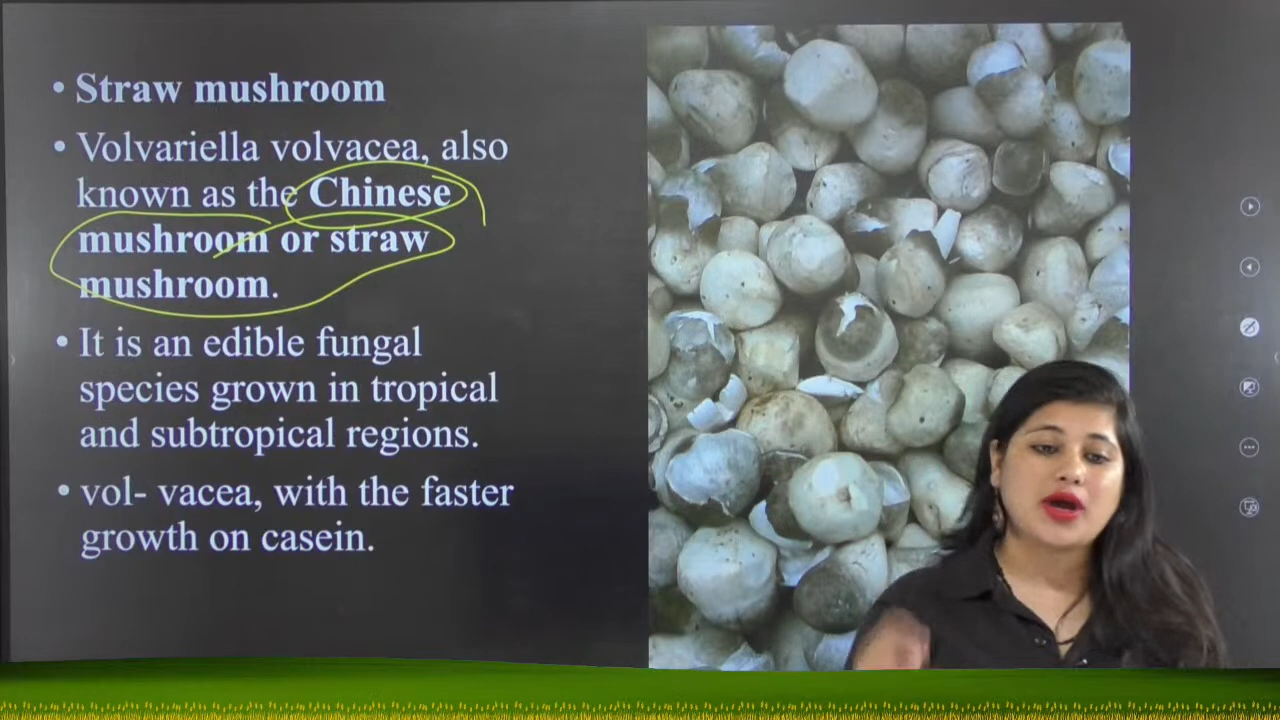 • Straw mushroom
• Volvariella volvacea, also
known as the Chinese
mushroom or straw
mushroom.
• It is an edible fungal
species grown in tropical
and subtropical regions.
• vol- vacea, with the faster
growth on casein.